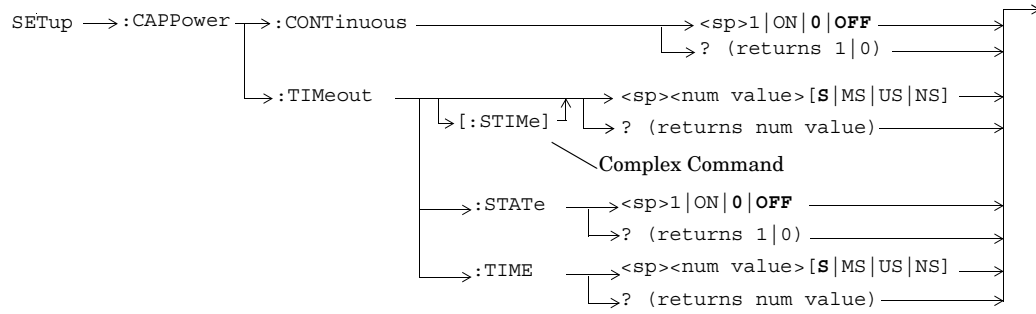 SETup :CAPPower :CONTinuous <sp>1|ON|0|OFF
? (returns 1|0)
:TIMeout <sp><num value>[S|MS|US|NS]
[:STIMe] ? (returns num value)
Complex Command
:STATe <sp>1|ON|0|OFF
? (returns 1|0)
:TIME <sp><num value>[S|MS|US|NS]
? (returns num value)